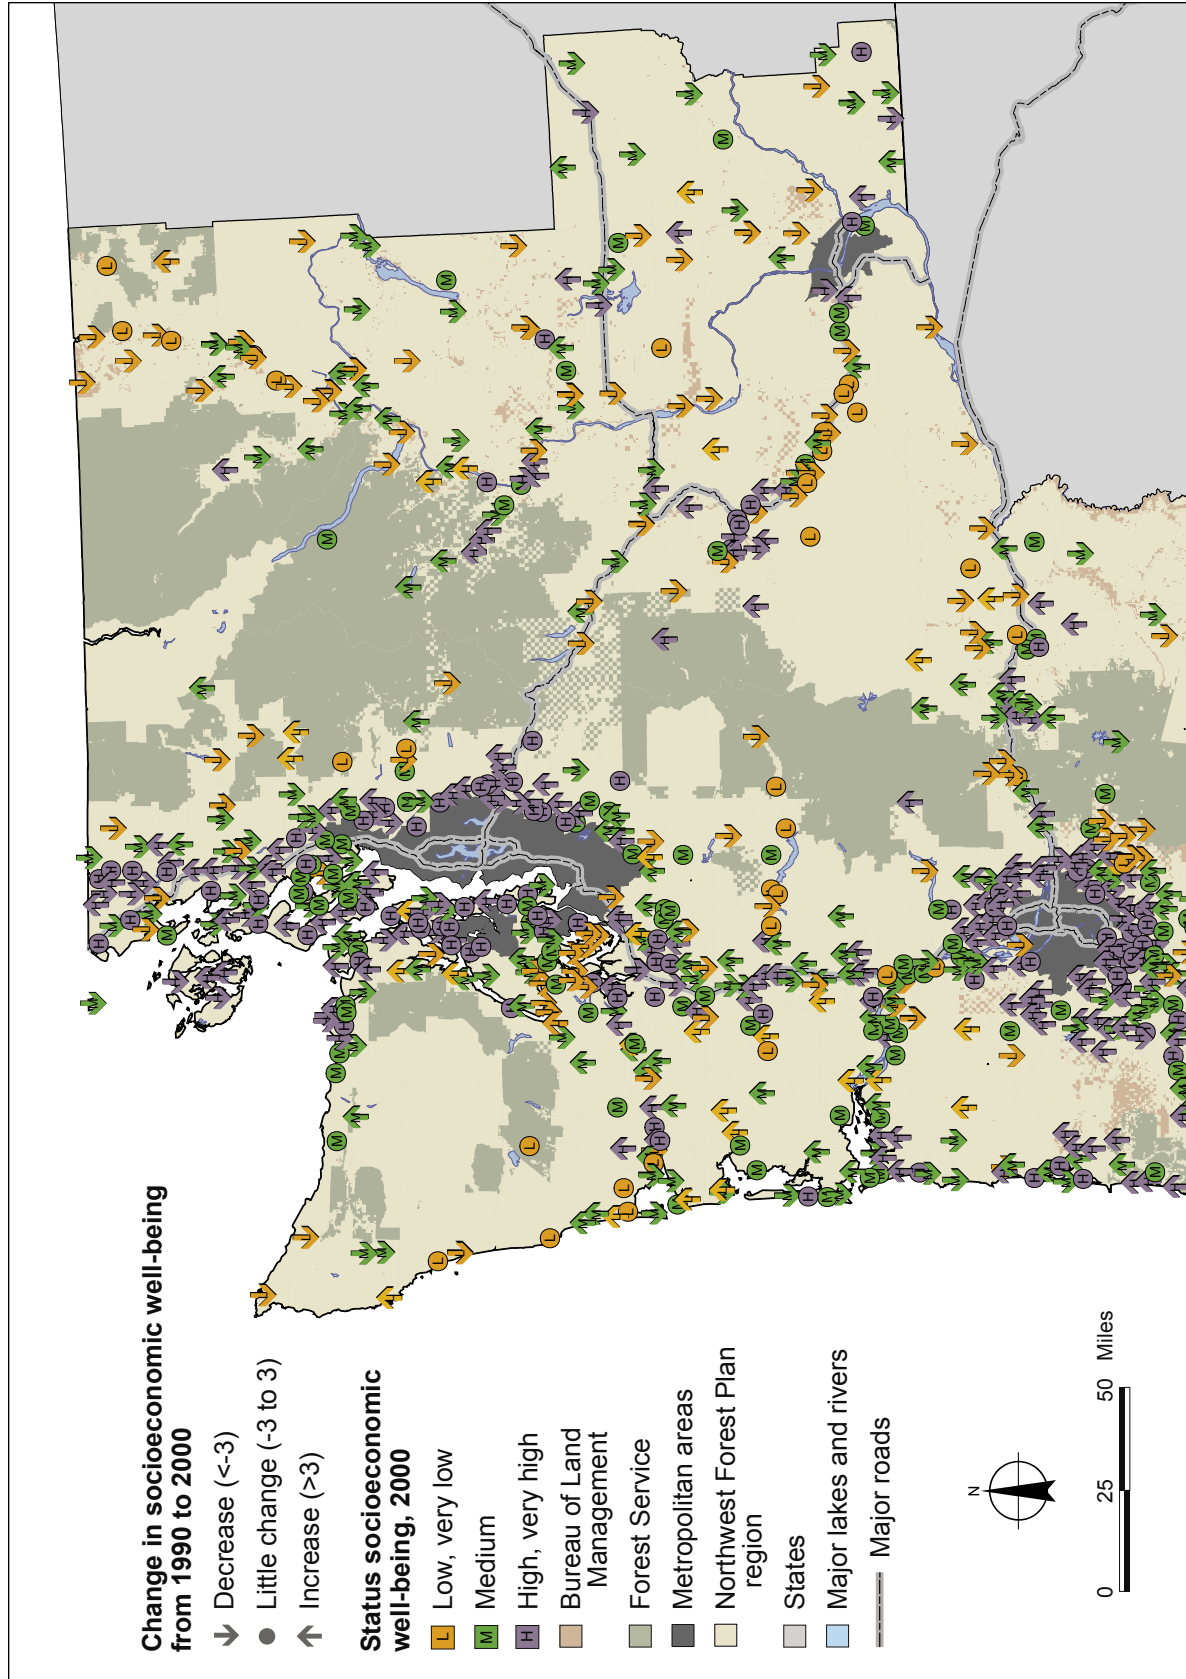 Change in socioeconomic well-being
from 1990 to 2000
Decrease (<-3)
Little change (-3 to 3)
Increase (>3)
Status socioeconomic
well-being, 2000
L Low, very low
M Medium
H High, very high
Bureau of Land
Management
Forest Service
Metropolitan areas
Northwest Forest Plan
region
States
Major lakes and rivers
Major roads
N
0 25 50 Miles